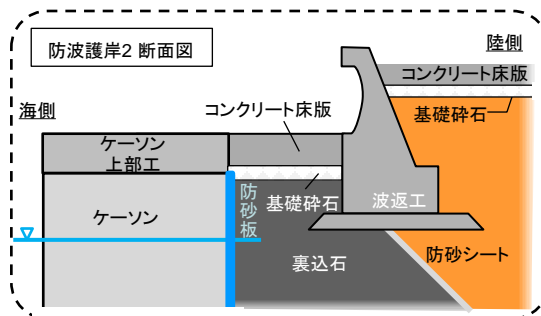 防波護岸2 断面図
陸側
コンクリート床版
基礎砕石
海側
コンクリート床版
ケーソン
上部工
防砂板
基礎砕石
波返工
ケーソン
裏込石
防砂シート